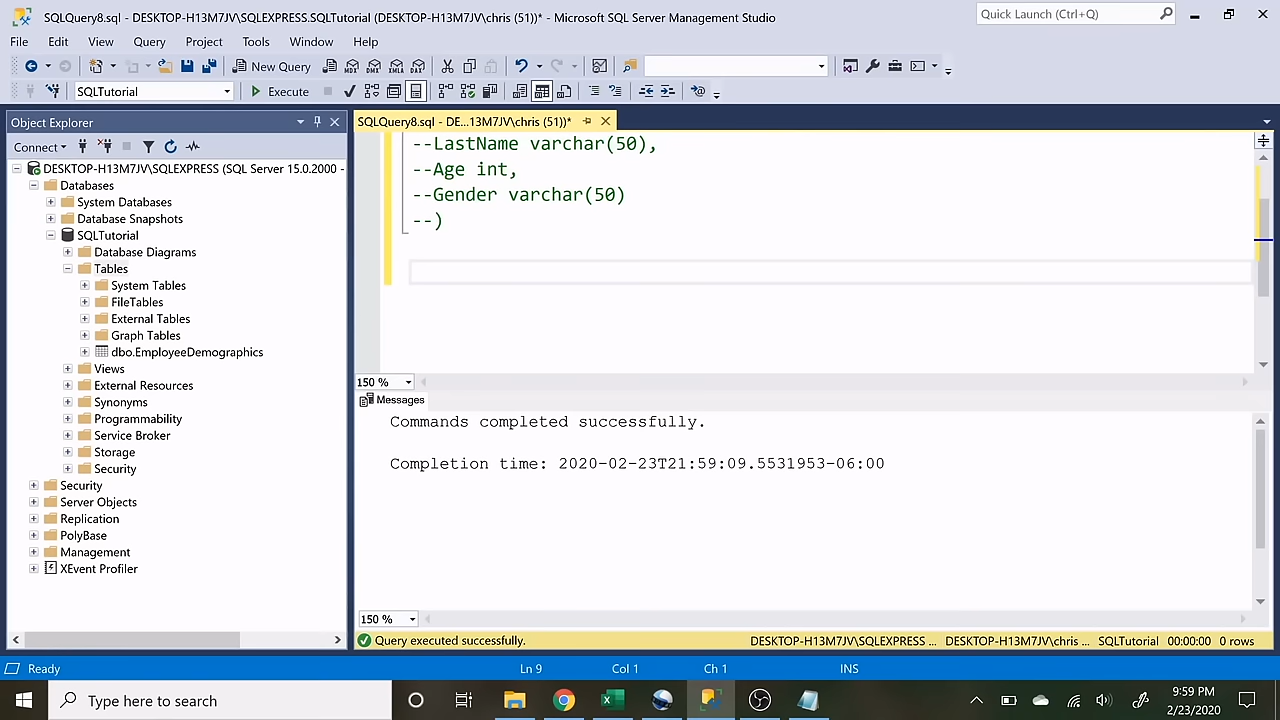 SQLQuery8.sql - DESKTOP-H13M7JV\SQLEXPRESS.SQLTutorial (DESKTOP-H13M7JV\chris (51))* - Microsoft SQL Server Management Studio
Quick Launch (Ctrl+Q)
File Edit View Query Project Tools Window Help
New Query
SQLTutorial Execute
Object Explorer
SQLQuery8.sql - DE...13M7JV\chris (51))*
Connect
DESKTOP-H13M7JV\SQLEXPRESS (SQL Server 15.0.2000 -
Databases
System Databases
Database Snapshots
SQLTutorial
Database Diagrams
Tables
System Tables
FileTables
External Tables
Graph Tables
dbo.EmployeeDemographics
Views
External Resources
Synonyms
Programmability
Service Broker
Storage
Security
Security
Server Objects
Replication
PolyBase
Management
XEvent Profiler
--LastName varchar(50),
--Age int,
--Gender varchar(50)
--)
150 %
Messages
Commands completed successfully.
Completion time: 2020-02-23T21:59:09.5531953-06:00
150 %
Query executed successfully. DESKTOP-H13M7JV\SQLEXPRESS ... DESKTOP-H13M7JV\chris ... SQLTutorial 00:00:00 0 rows
Ready Ln 9 Col 1 Ch 1 INS
Type here to search
9:59 PM
2/23/2020